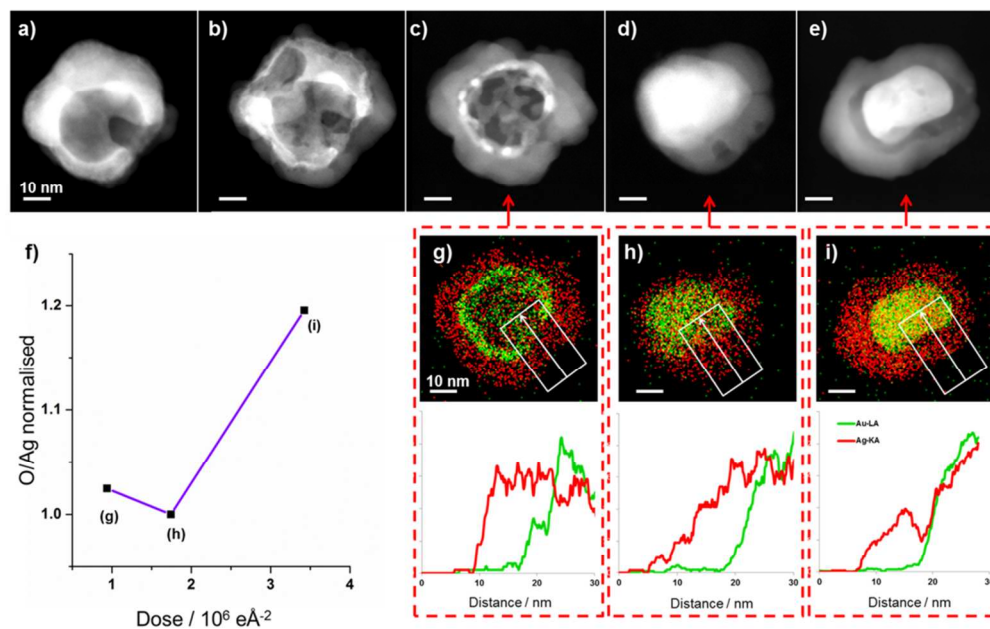 a)
b)
c)
d)
e)
10 nm
f)
O/Ag normalised
1.2
1.1
1.0
(g)
(h)
(i)
1
2
3
4
Dose / 10⁶ eÅ⁻²
g)
10 nm
h)
i)
0
10
20
30
Distance / nm
0
10
20
30
Distance / nm
Au-LA
Ag-KA
0
10
20
30
Distance / nm